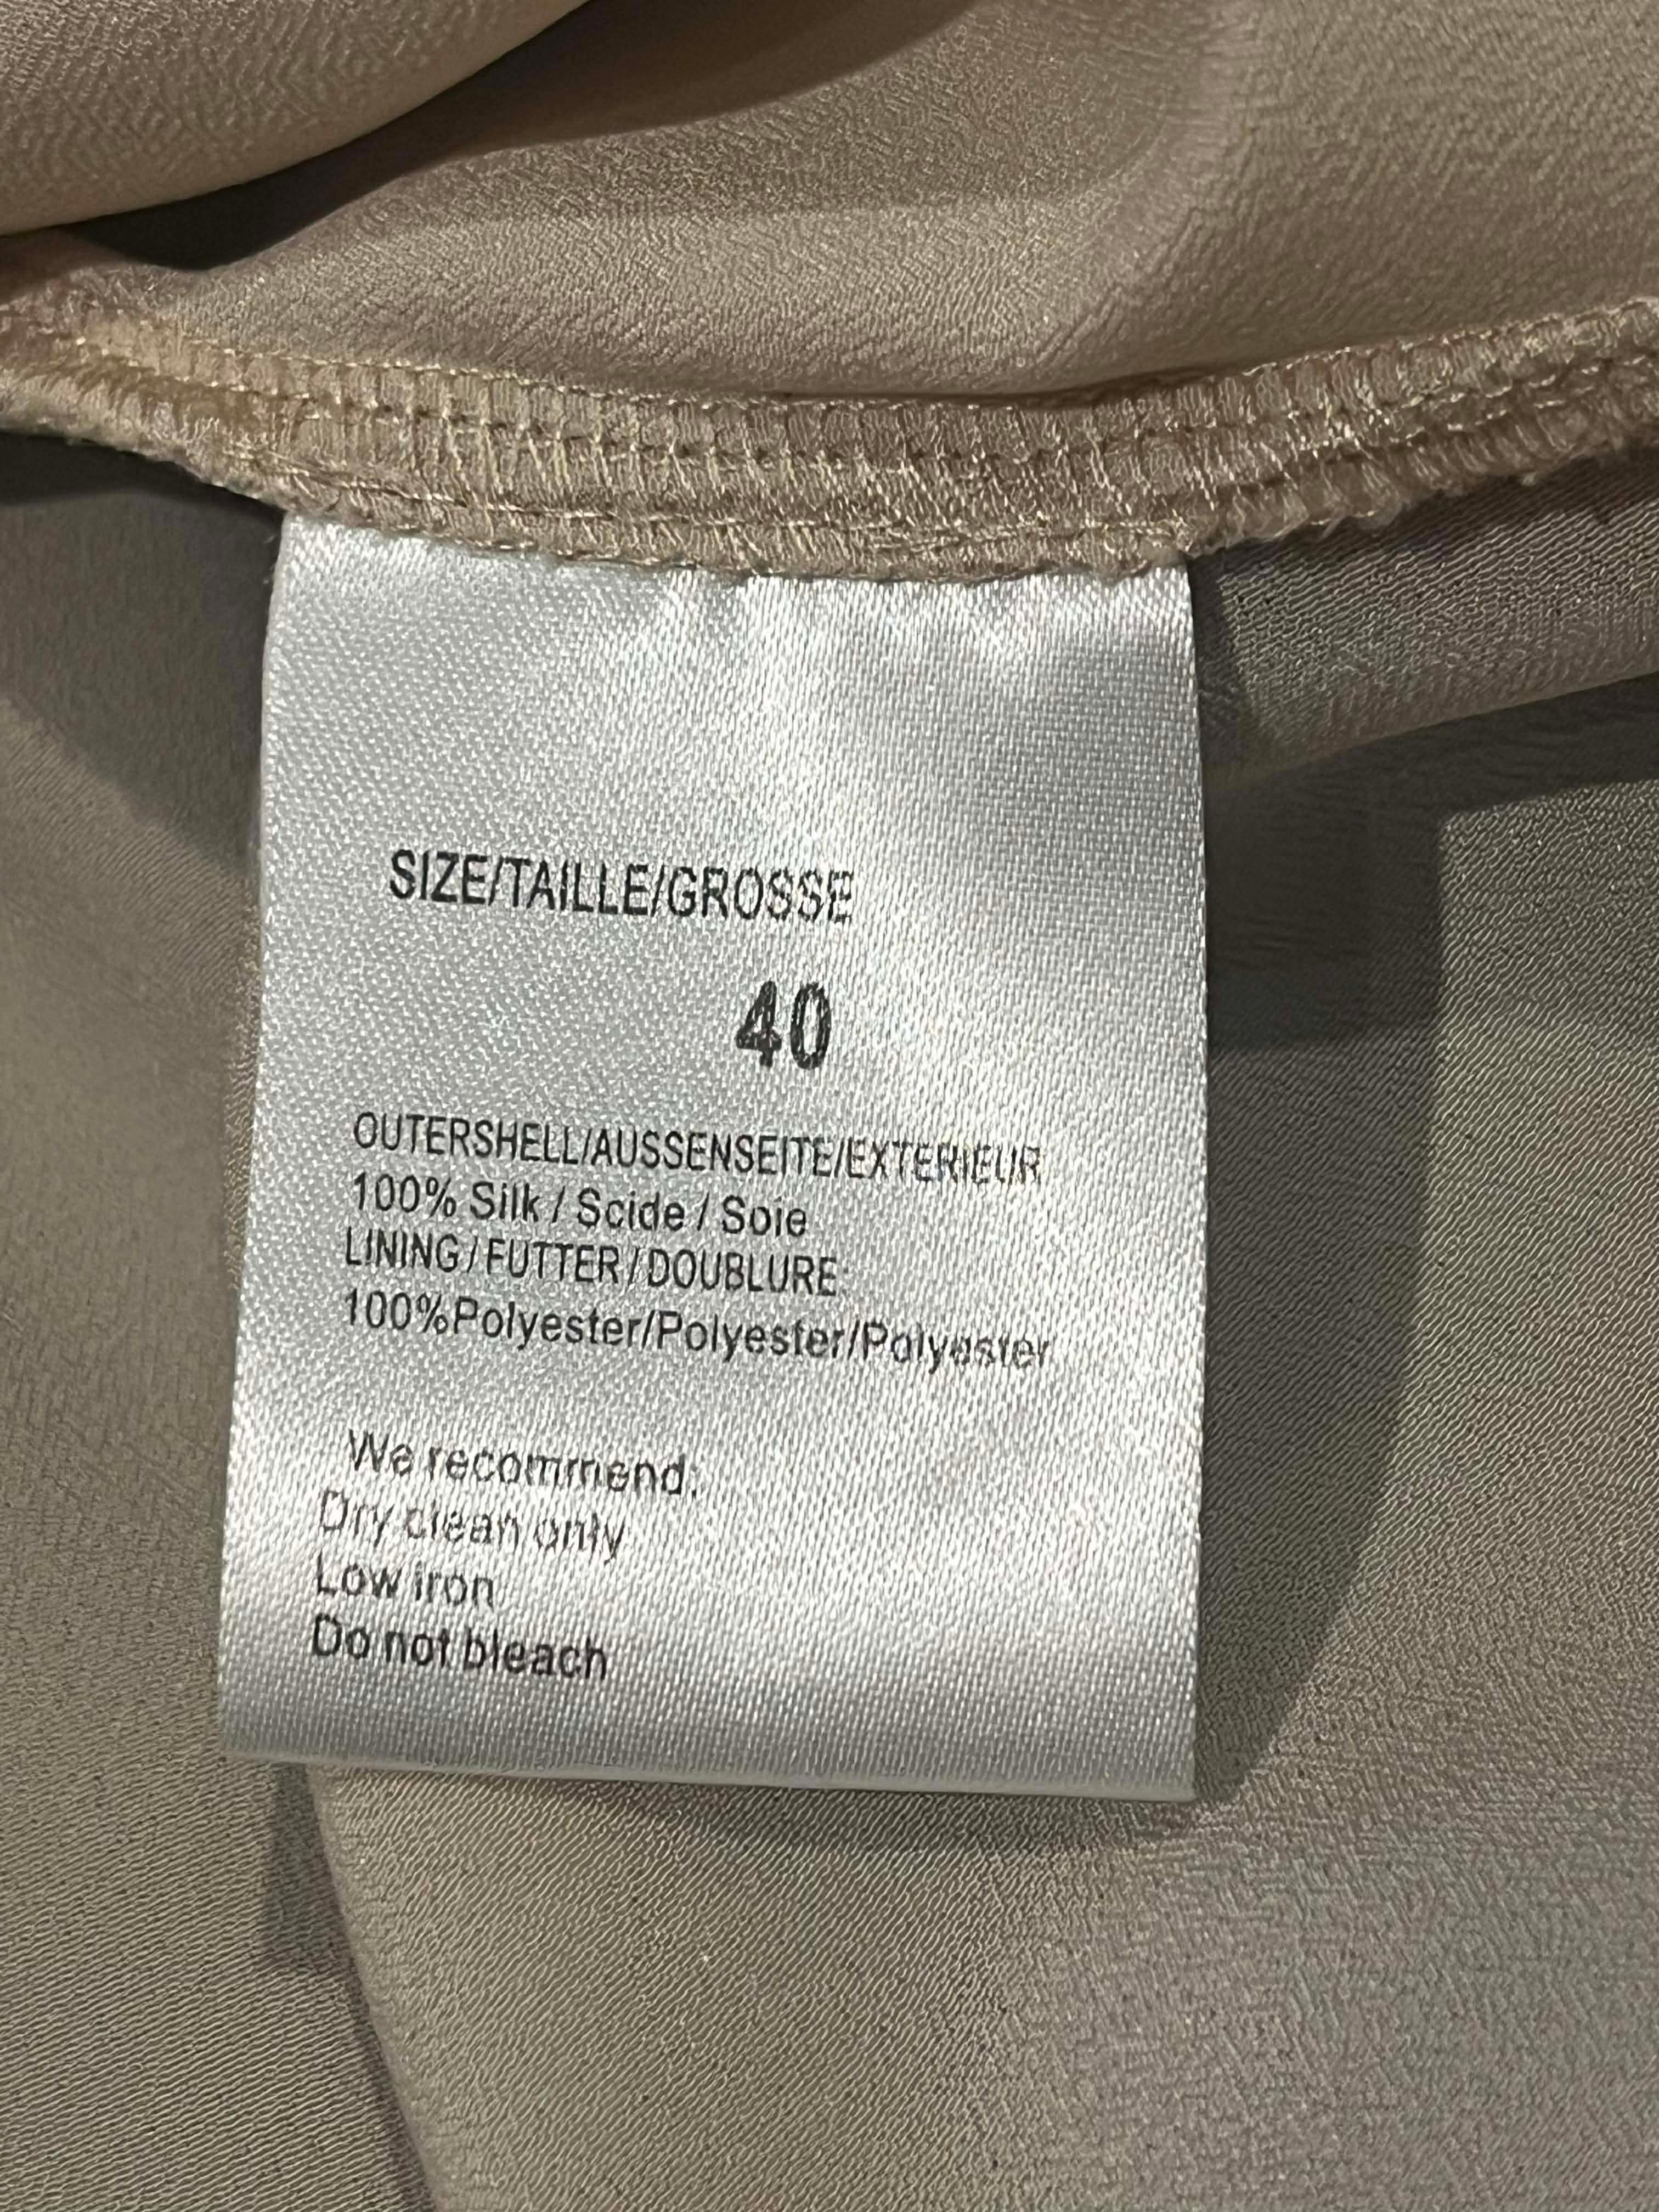 SIZE/TAILLE/GROSSE
40
OUTERSHELL/AUSSENSEITE/EXTERIEUR
100% Silk / Scide / Soie
LINING / FUTTER / DOUBLURE:
100%Polyester/Polyester/Polyester
We recommend:
Dry clean only
Low iron
Do not bleach